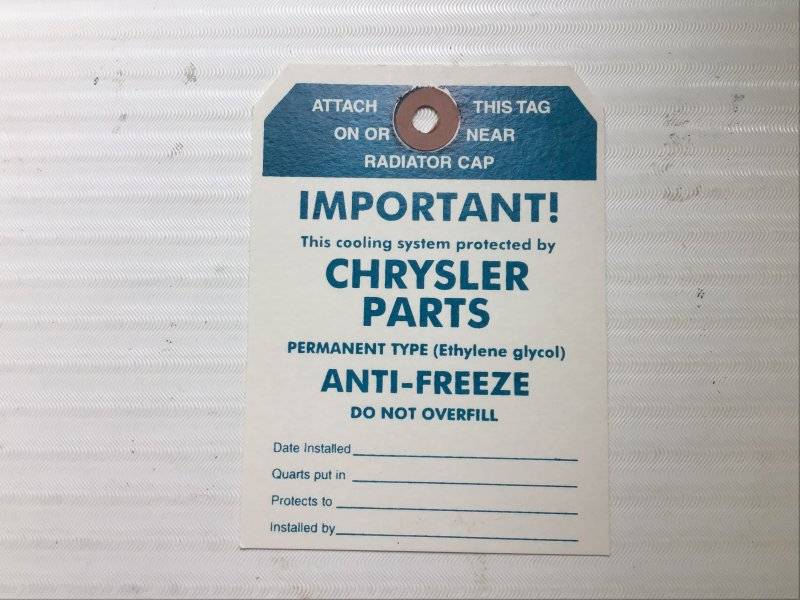 ATTACH THIS TAG
ON OR NEAR
RADIATOR CAP
IMPORTANT!
This cooling system protected by
CHRYSLER
PARTS
PERMANENT TYPE (Ethylene glycol)
ANTI-FREEZE
DO NOT OVERFILL
Date Installed
Quarts put in
Protects to
Installed by